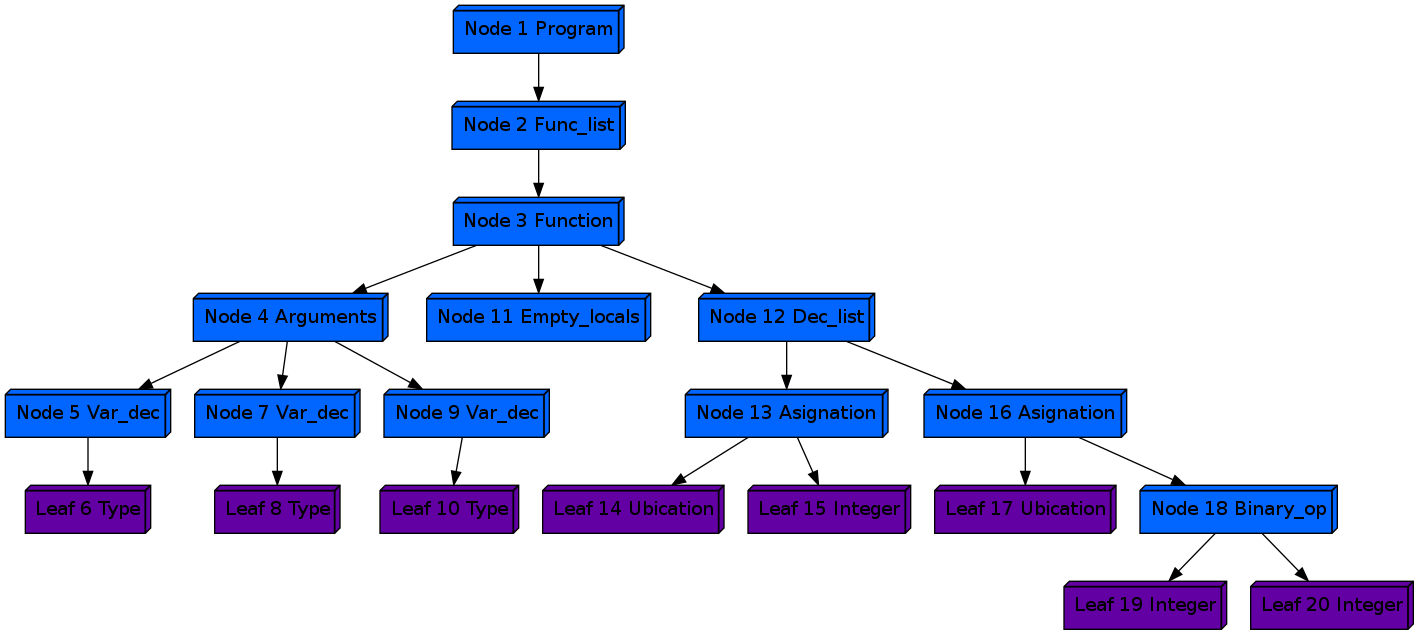 Node 1 Program
Node 2 Func_list
Node 3 Function
Node 4 Arguments
Node 11 Empty_locals
Node 12 Dec_list
Node 5 Var_dec
Node 7 Var_dec
Node 9 Var_dec
Node 13 Asignation
Node 16 Asignation
Leaf 6 Type
Leaf 8 Type
Leaf 10 Type
Leaf 14 Ubication
Leaf 15 Integer
Leaf 17 Ubication
Node 18 Binary_op
Leaf 19 Integer
Leaf 20 Integer